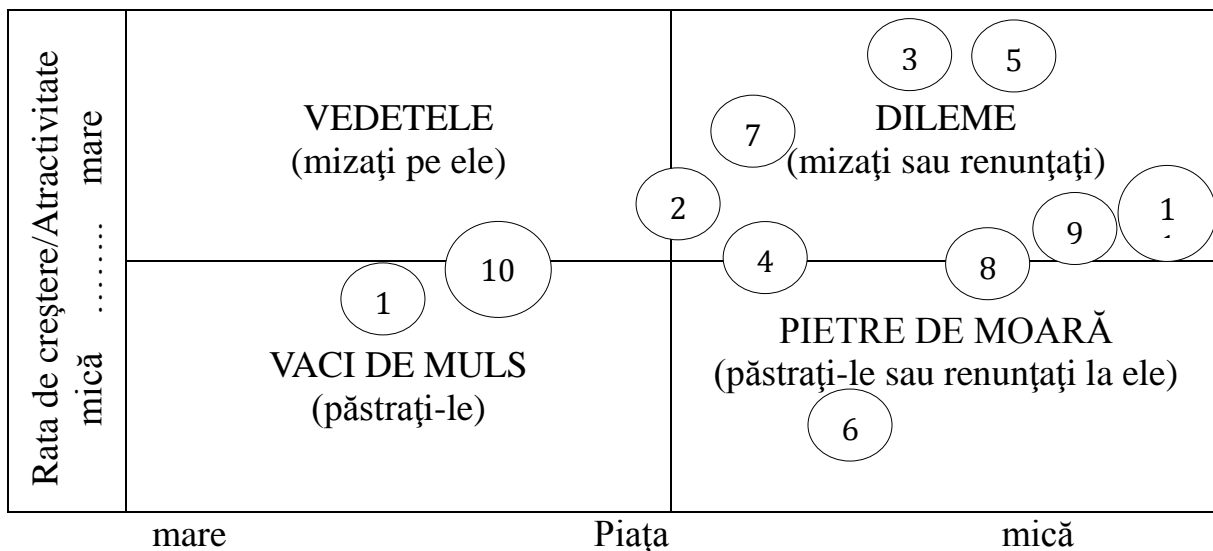 Rata de creştere/Atractivitate
mică ........ mare
3
5
VEDETELE
(mizaţi pe ele)
7
DILEME
(mizaţi sau renunţaţi)
2
9
1
4
8
10
1
VACI DE MULS
(păstraţi-le)
PIETRE DE MOARĂ
(păstraţi-le sau renunţaţi la ele)
6
mare Piaţa mică